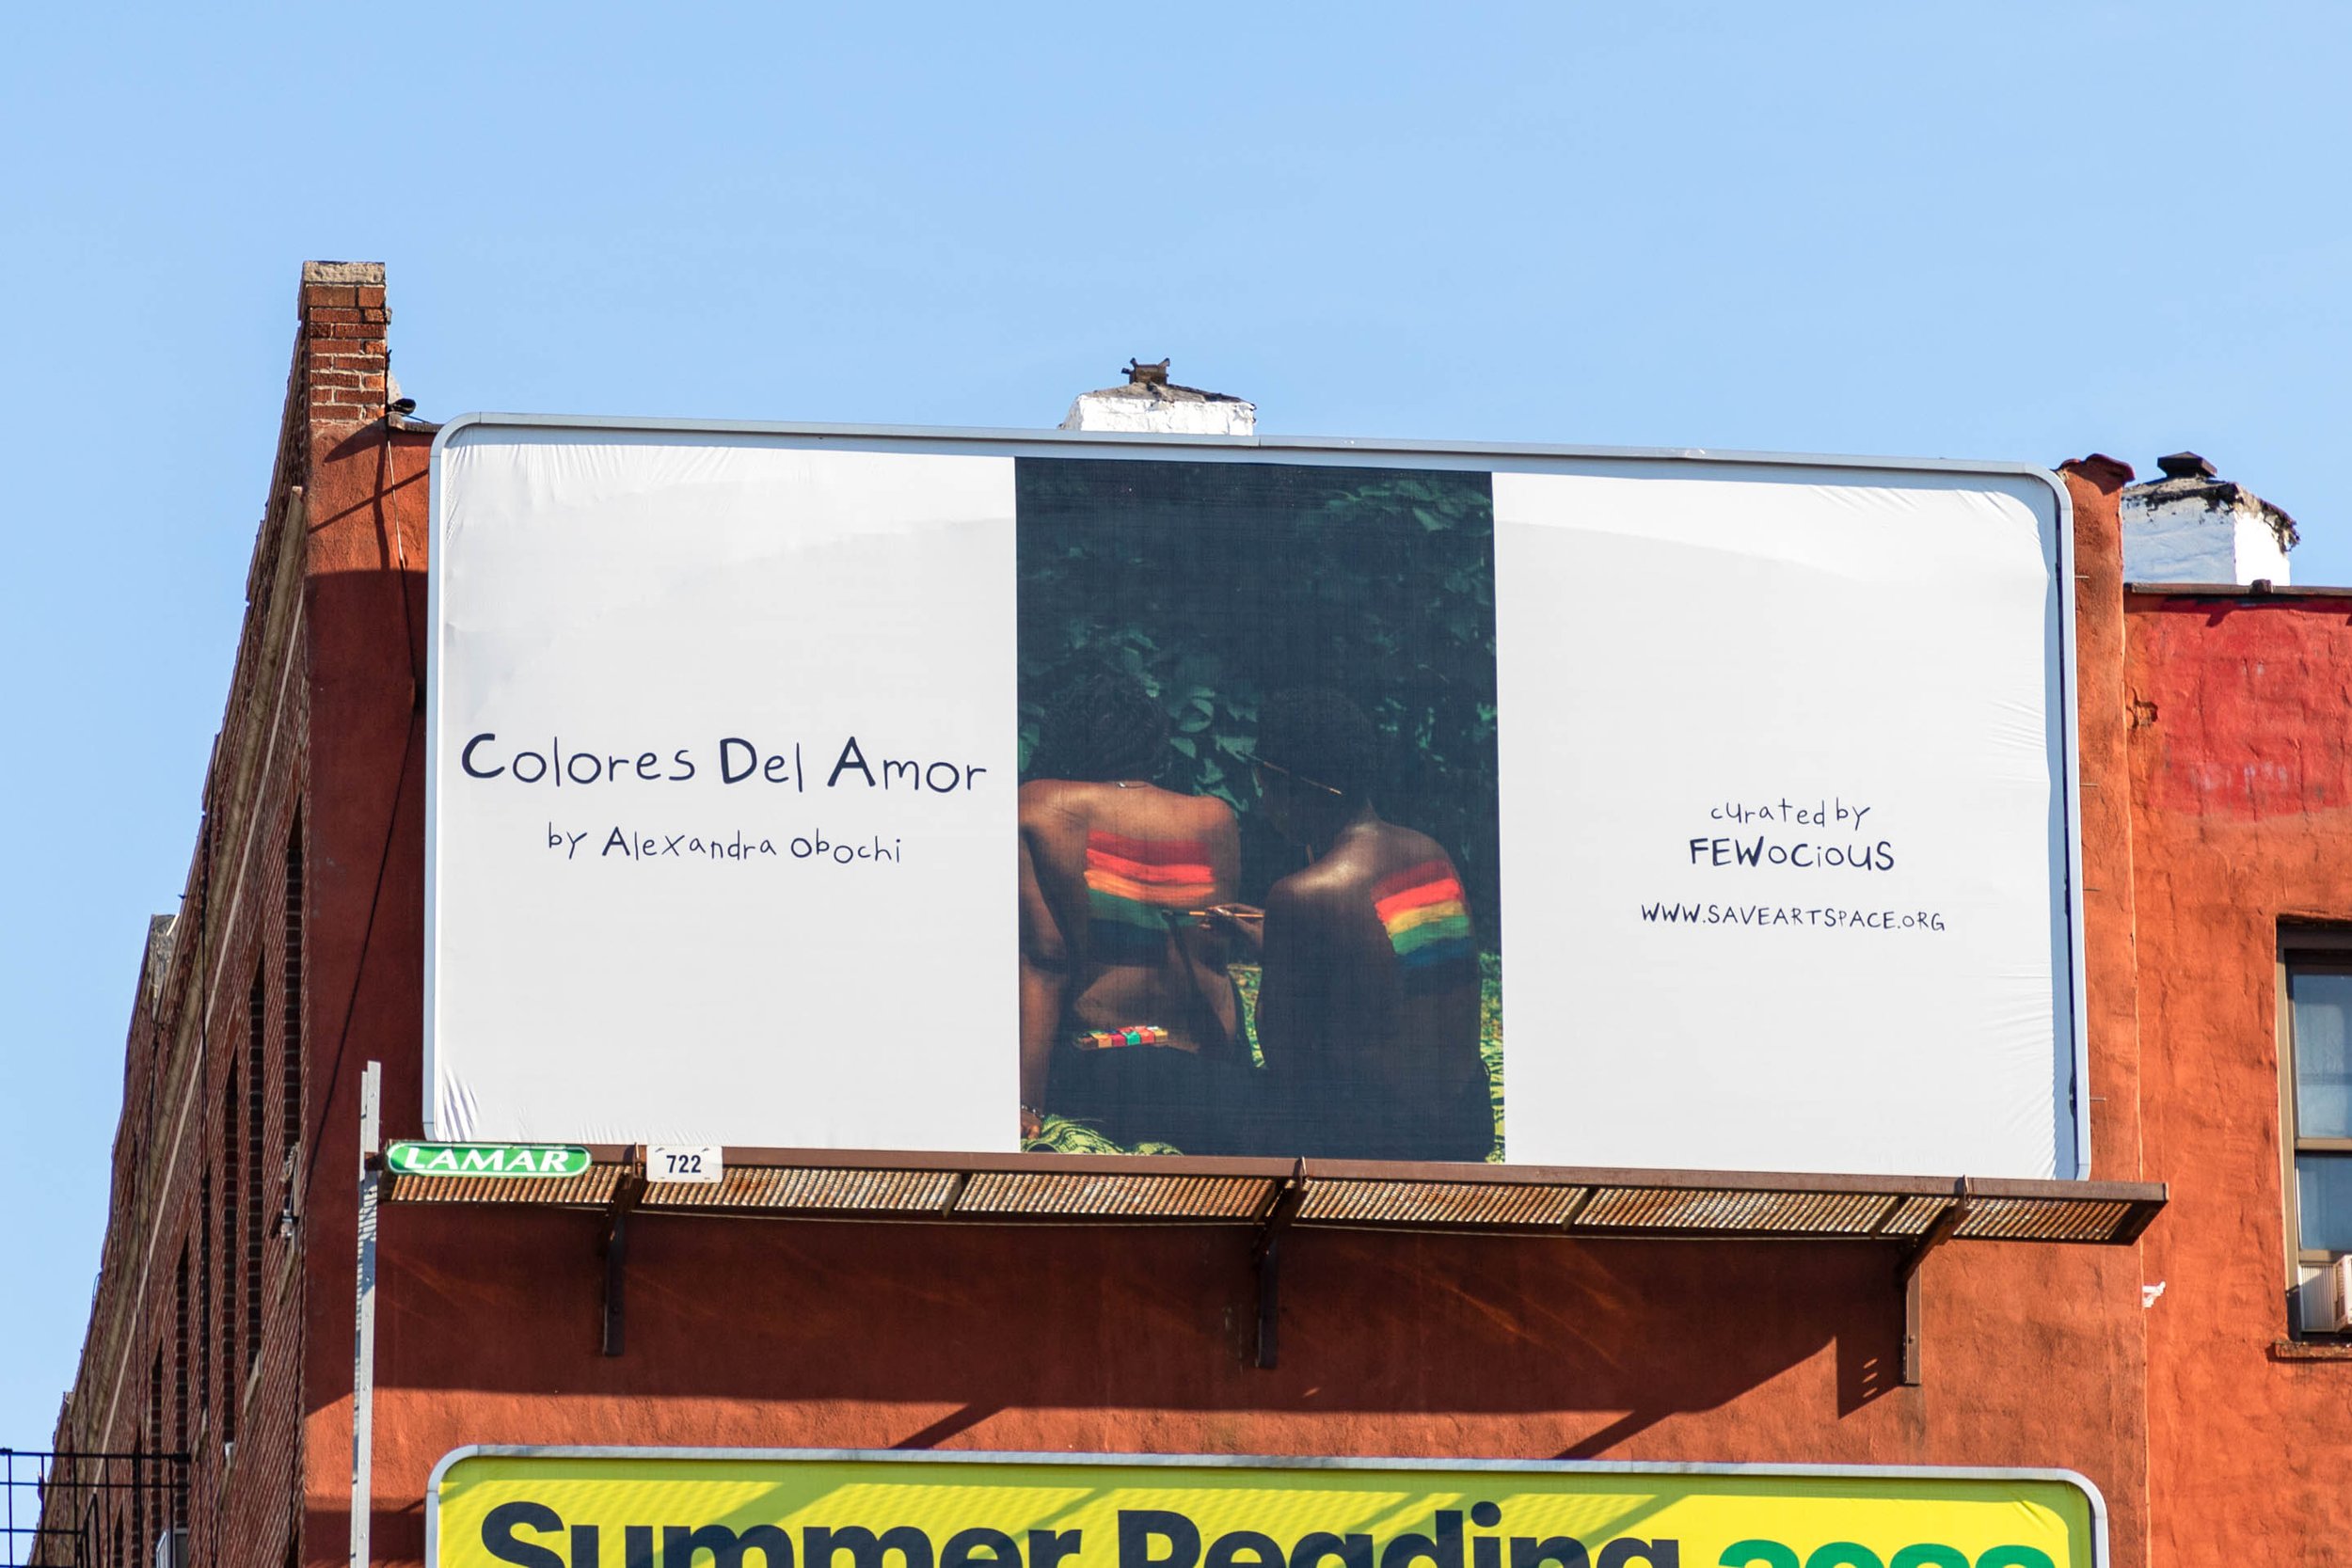 Colores Del Amor
by Alexandra Obochi
curated by
FEWOCiOUS
WWW.SAVEARTSPACE.ORG
LAMAR
722
Summer Reading